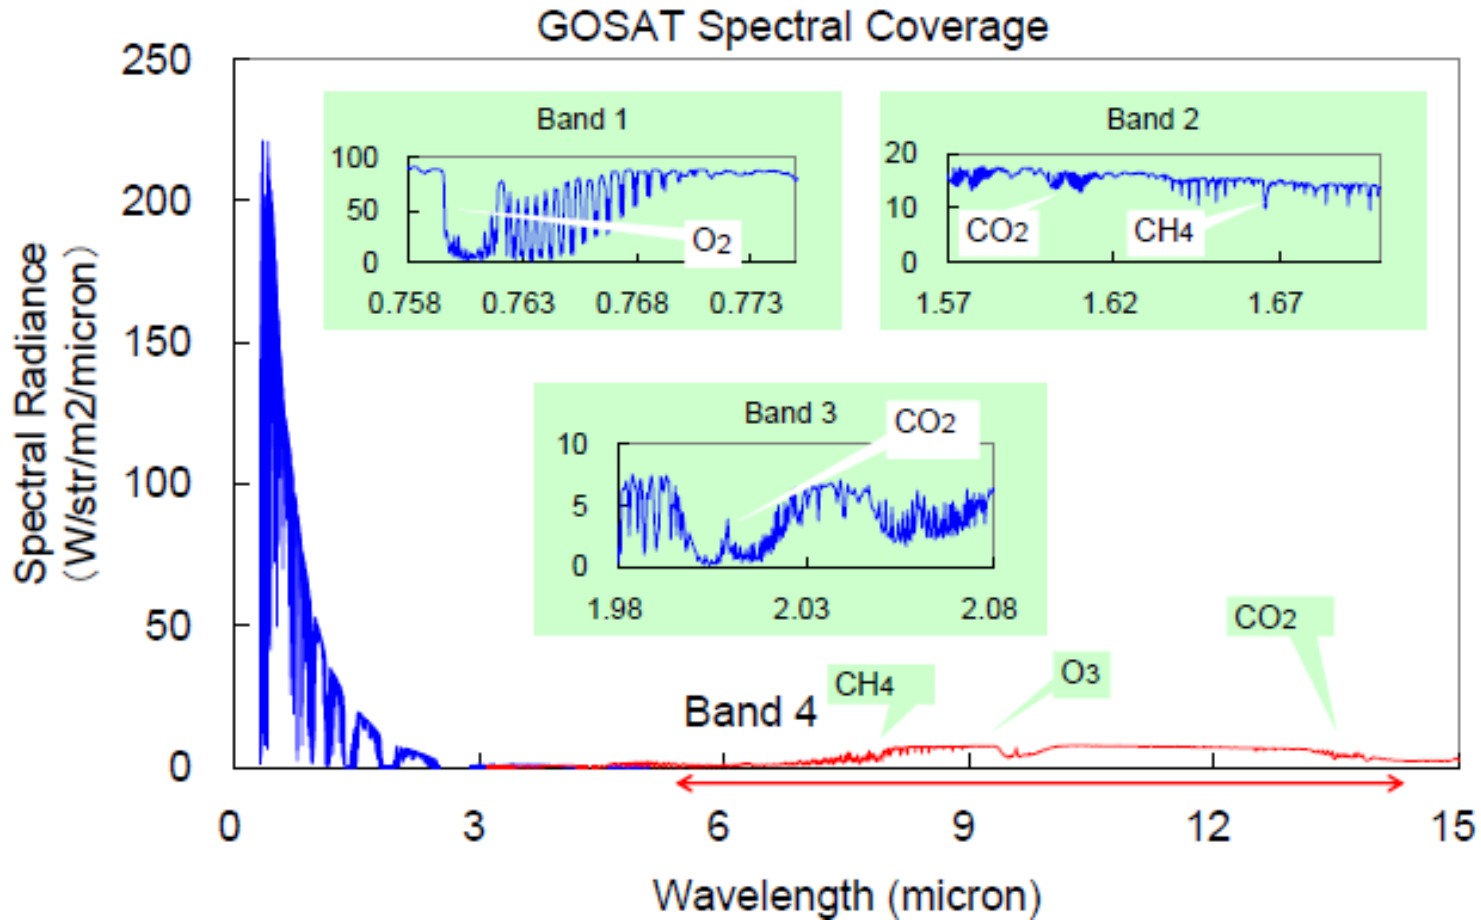 GOSAT Spectral Coverage
Spectral Radiance
(W/str/m2/micron)
250
200
150
100
50
0
Band 1
100
50
0
O2
0.758 0.763 0.768 0.773
Band 2
20
10
0
CO2 CH4
1.57 1.62 1.67
Band 3
CO2
10
5
0
1.98 2.03 2.08
Band 4
CH4
O3
CO2
0 3 6 9 12 15
Wavelength (micron)